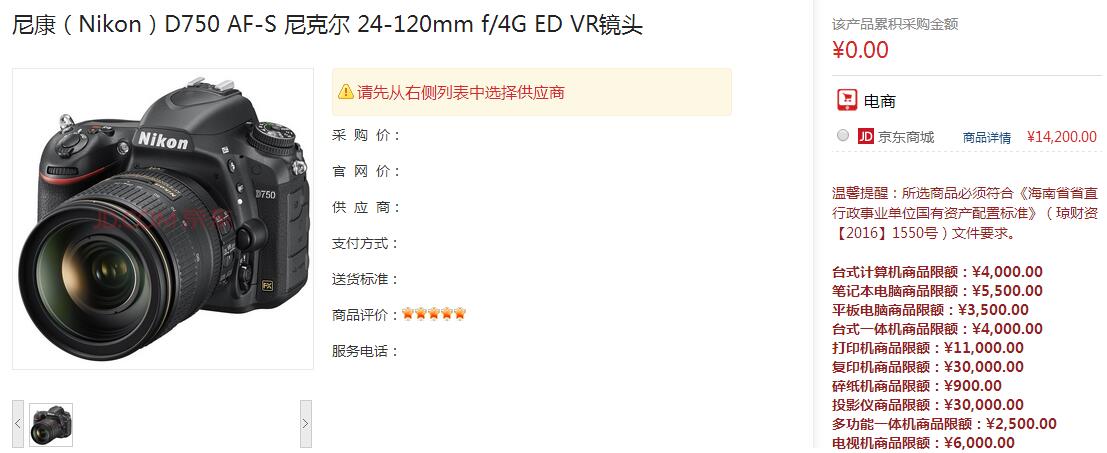 尼康（Nikon）D750 AF-S 尼克尔 24-120mm f/4G ED VR镜头
Nikon
D750
JD.COM 京东
FX
请先从右侧列表中选择供应商
采 购 价：
官 网 价：
供 应 商：
支付方式：
送货标准：
商品评价：
服务电话：
该产品累积采购金额
¥0.00
电商
JD 京东商城 商品详情 ¥14,200.00
温馨提醒：所选商品必须符合《海南省省直
行政事业单位国有资产配置标准》（琼财资
【2016】1550号）文件要求。
台式计算机商品限额：¥4,000.00
笔记本电脑商品限额：¥5,500.00
平板电脑商品限额：¥3,500.00
台式一体机商品限额：¥4,000.00
打印机商品限额：¥11,000.00
复印机商品限额：¥30,000.00
碎纸机商品限额：¥900.00
投影仪商品限额：¥30,000.00
多功能一体机商品限额：¥2,500.00
电视机商品限额：¥6,000.00